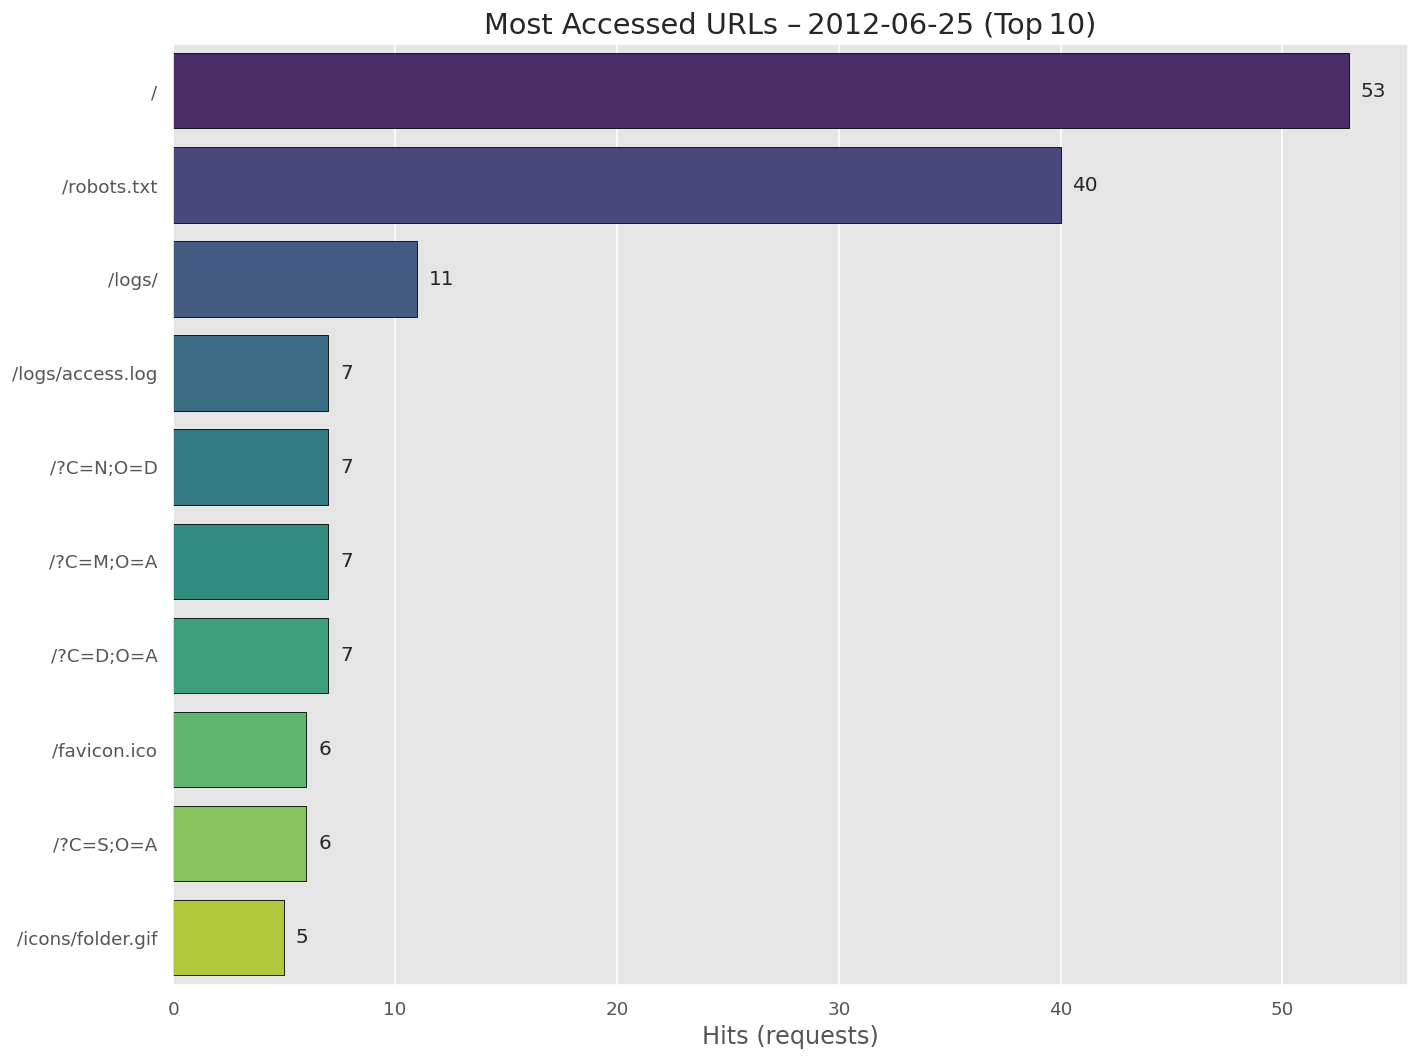 Most Accessed URLs – 2012-06-25 (Top 10)
/ 53
/robots.txt 40
/logs/ 11
/logs/access.log 7
/?C=N;O=D 7
/?C=M;O=A 7
/?C=D;O=A 7
/favicon.ico 6
/?C=S;O=A 6
/icons/folder.gif 5
0 10 20 30 40 50
Hits (requests)